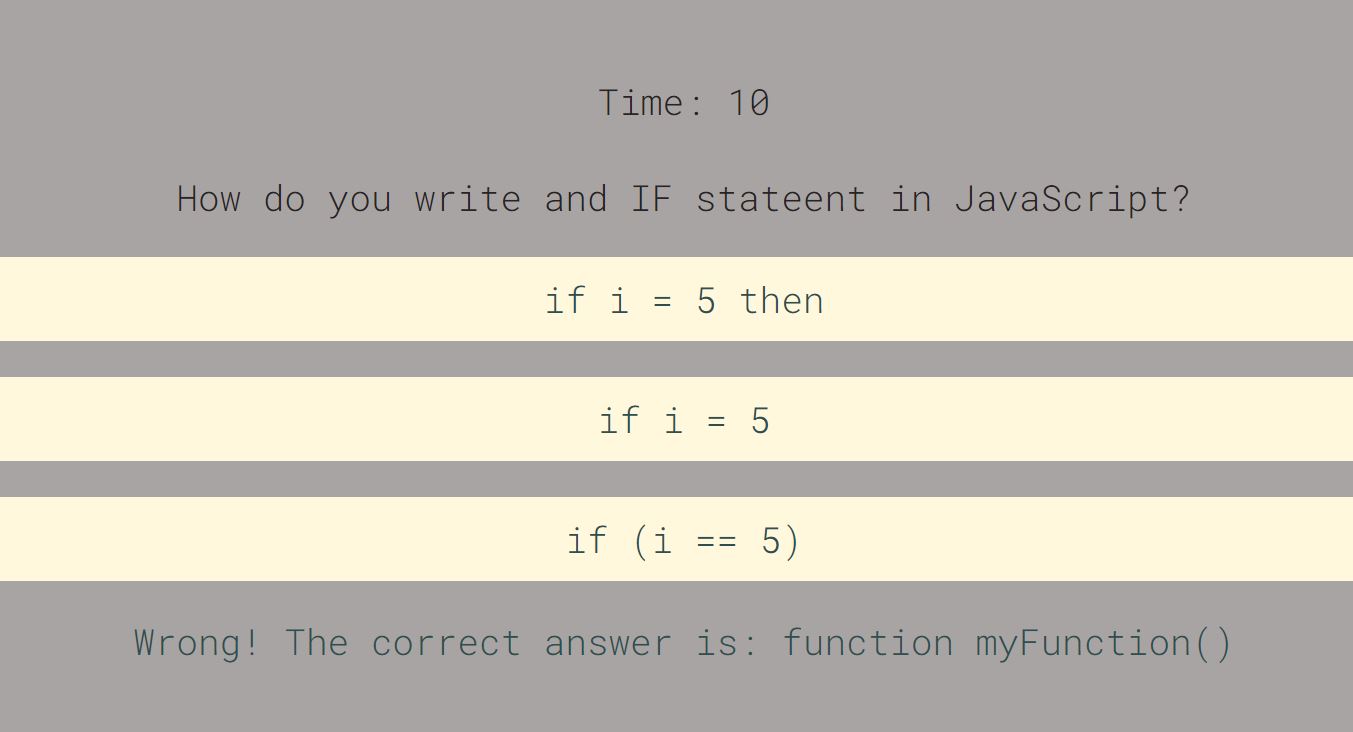 Time: 10
How do you write and IF stateent in JavaScript?
if i = 5 then
if i = 5
if (i == 5)
Wrong! The correct answer is: function myFunction()